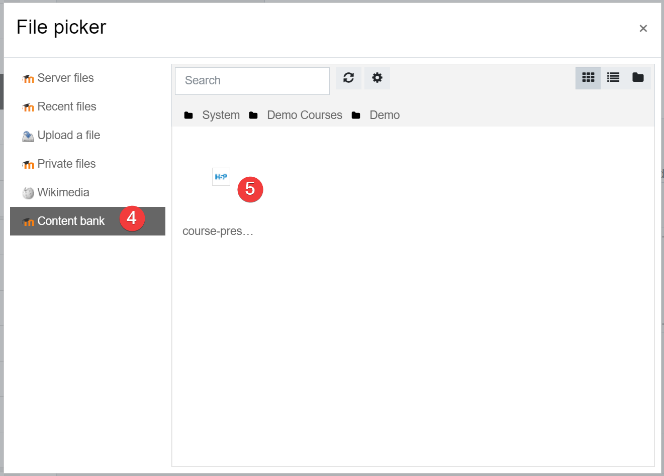 File picker
×
Server files
Recent files
Upload a file
Private files
Wikimedia
Content bank 4
Search
System Demo Courses Demo
H5P
5
course-pres...